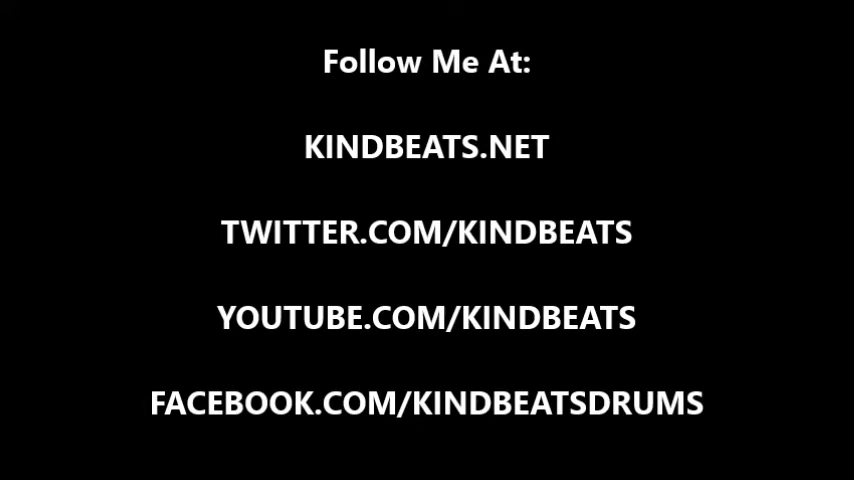 Follow Me At:
KINDBEATS.NET
TWITTER.COM/KINDBEATS
YOUTUBE.COM/KINDBEATS
FACEBOOK.COM/KINDBEATSDRUMS